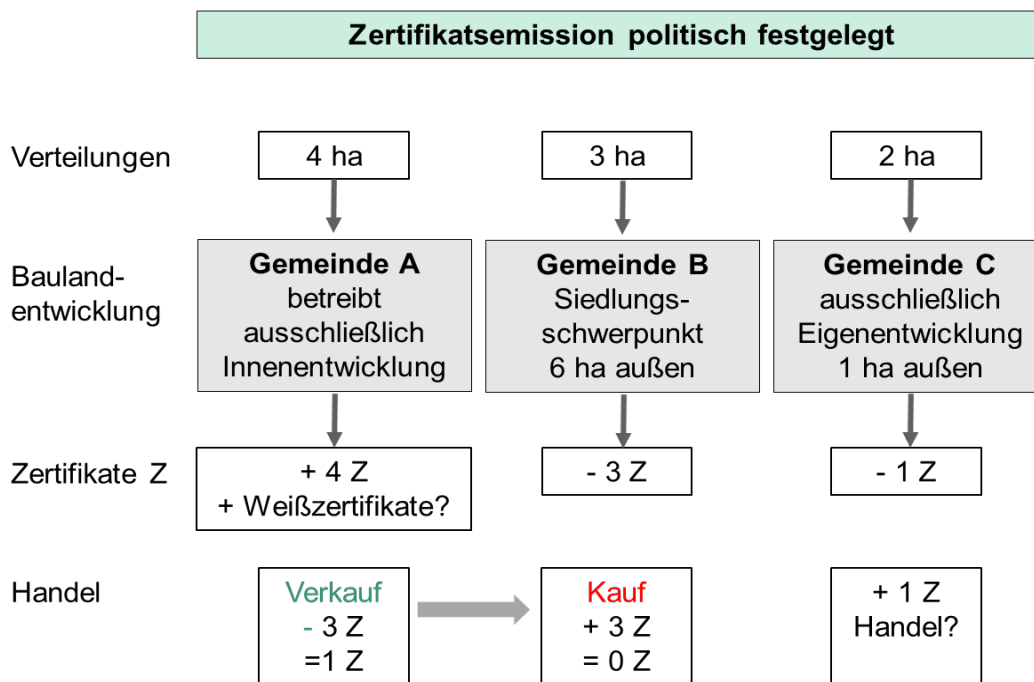 Zertifikatsemission politisch festgelegt
Verteilungen
4 ha
3 ha
2 ha
Bauland-
entwicklung
Gemeinde A
betreibt
ausschließlich
Innenentwicklung
Gemeinde B
Siedlungs-
schwerpunkt
6 ha außen
Gemeinde C
ausschließlich
Eigenentwicklung
1 ha außen
Zertifikate Z
+ 4 Z
+ Weißzertifikate?
- 3 Z
- 1 Z
Handel
Verkauf
- 3 Z
=1 Z
Kauf
+ 3 Z
= 0 Z
+ 1 Z
Handel?